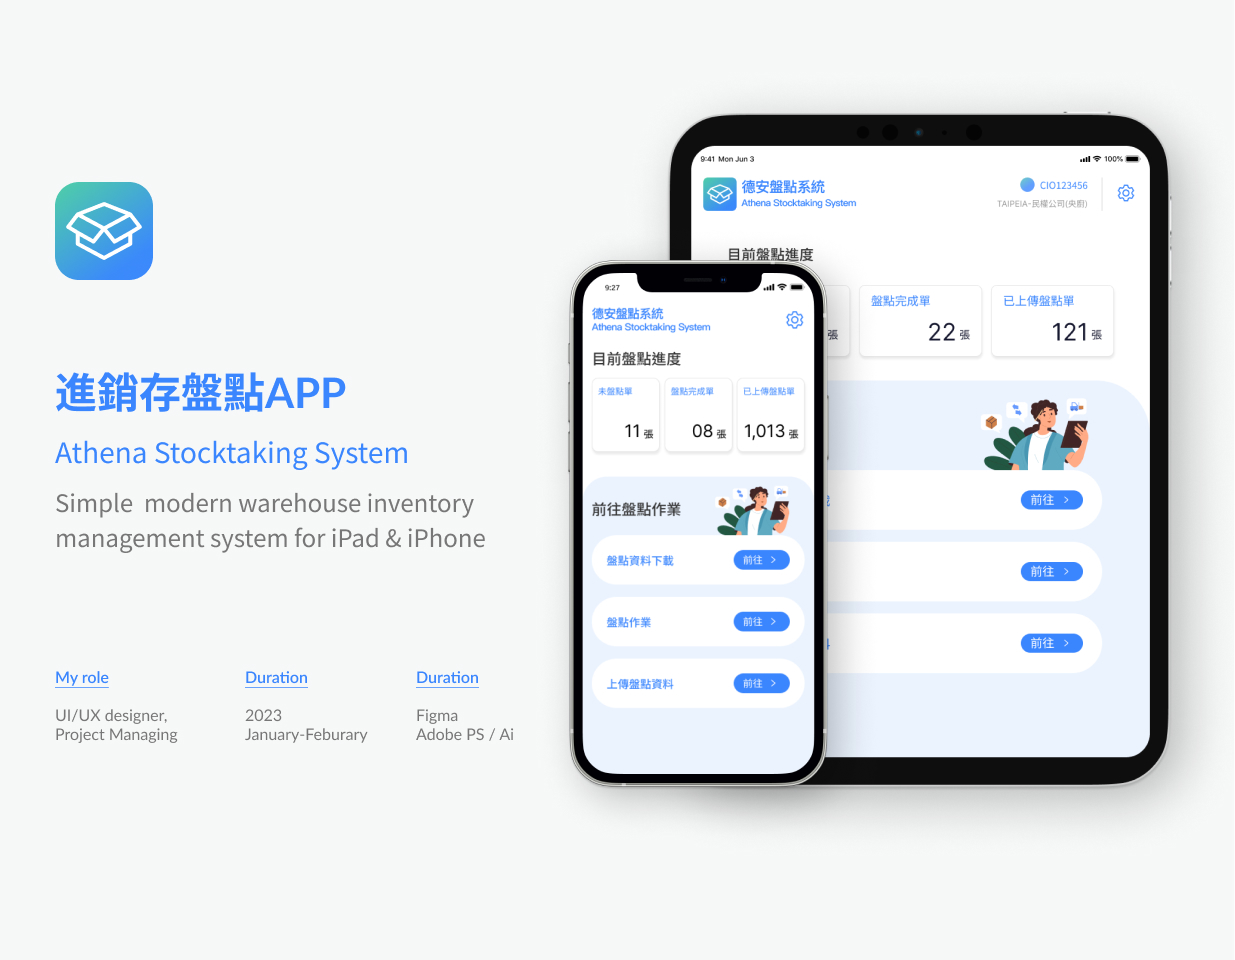 進銷存盤點APP
Athena Stocktaking System
Simple  modern warehouse inventory
management system for iPad & iPhone
My role
UI/UX designer,
Project Managing
Duration
2023
January-Feburary
Duration
Figma
Adobe PS / Ai
9:27
德安盤點系統
Athena Stocktaking System
目前盤點進度
未盤點單
11 張
盤點完成單
08 張
已上傳盤點單
1,013 張
前往盤點作業
盤點資料下載
前往 >
盤點作業
前往 >
上傳盤點資料
前往 >
9:41 Mon Jun 3
100%
德安盤點系統
Athena Stocktaking System
CIO123456
TAIPEIA-民權公司(央廚)
目前盤點進度
張
盤點完成單
22 張
已上傳盤點單
121 張
前往 >
前往 >
前往 >